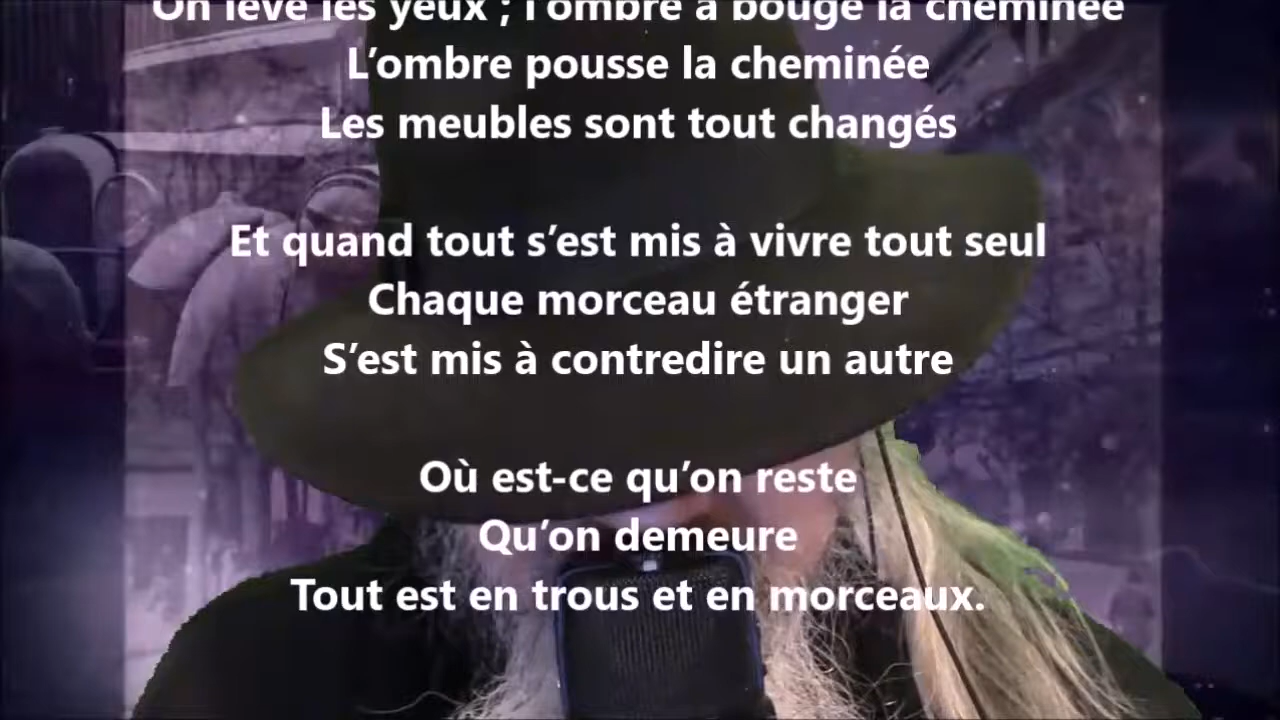 On lève les yeux ; l’ombre a bougé la cheminée
L’ombre pousse la cheminée
Les meubles sont tout changés
Et quand tout s’est mis à vivre tout seul
Chaque morceau étranger
S’est mis à contredire un autre
Où est-ce qu’on reste
Qu’on demeure
Tout est en trous et en morceaux.